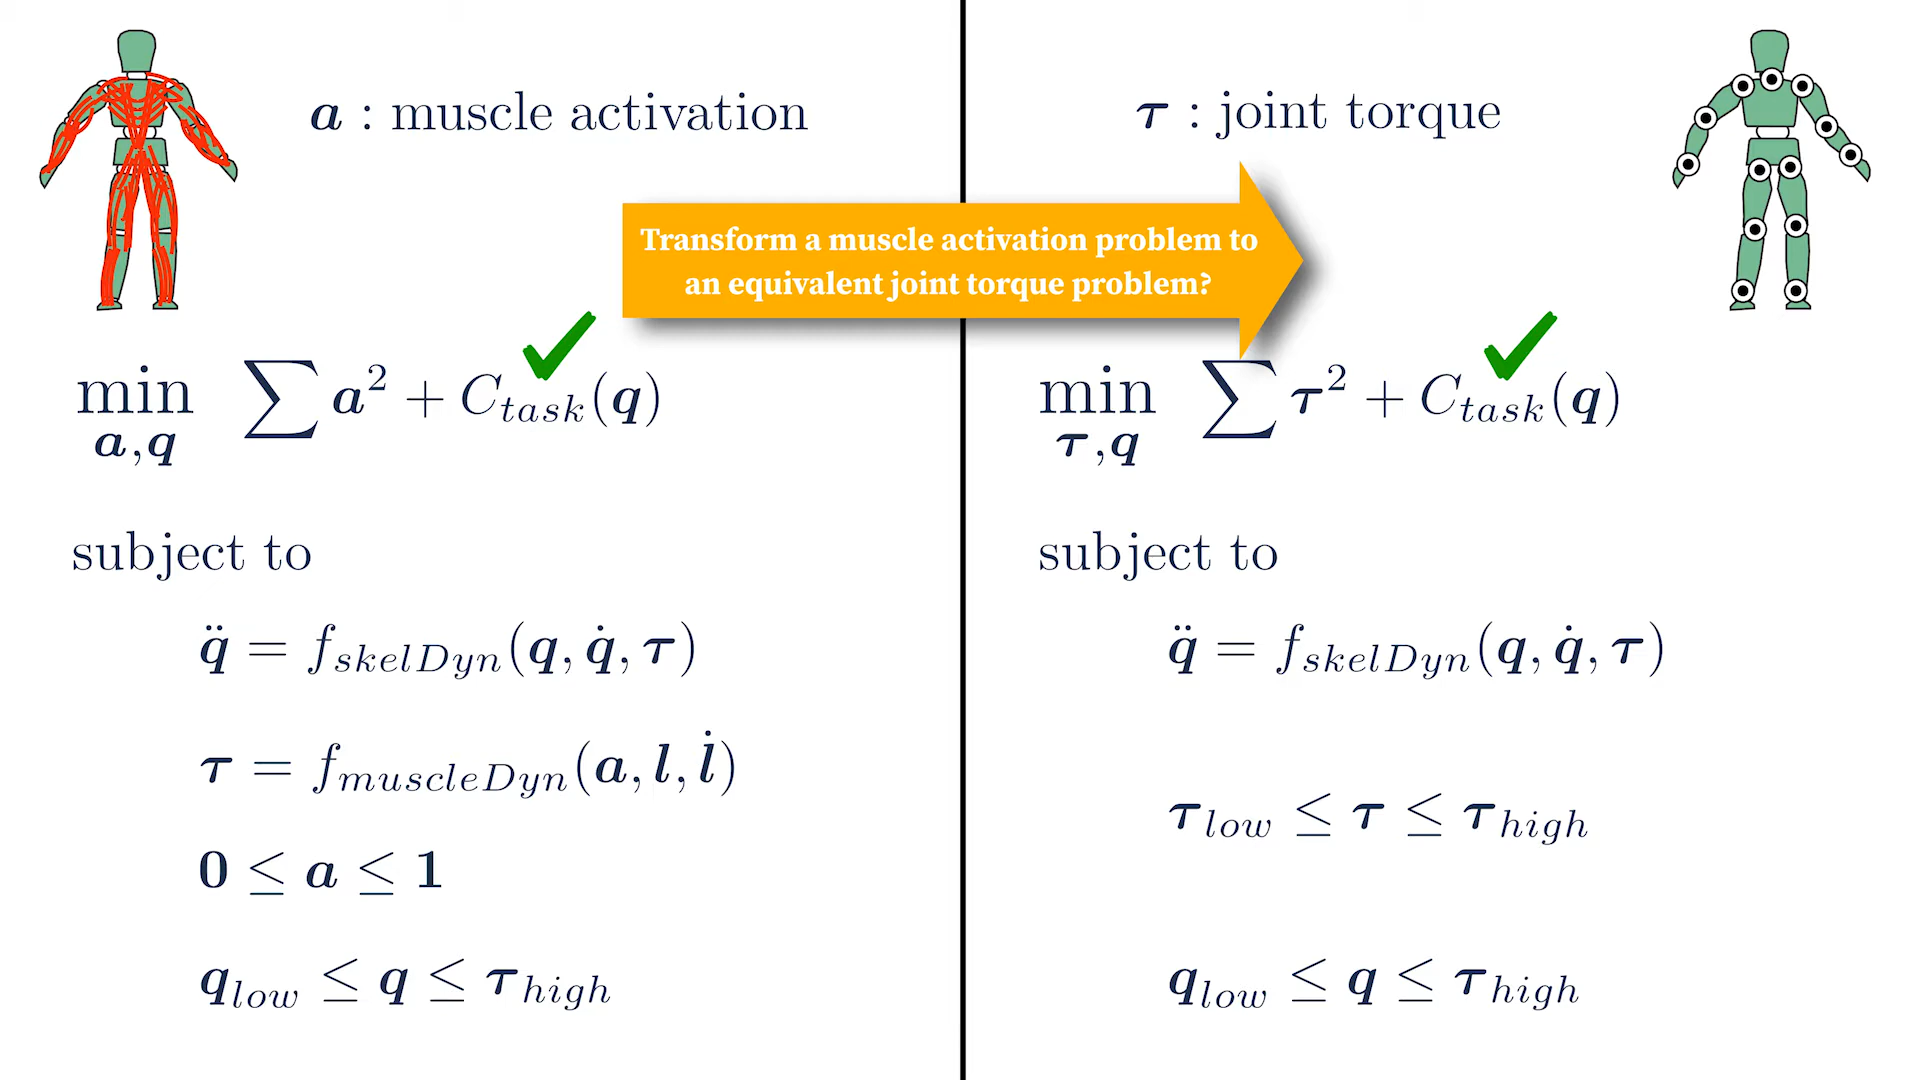 a : muscle activation
τ : joint torque
Transform a muscle activation problem to
an equivalent joint torque problem?
min ∑ a² + C_task(q)
a,q
min ∑ τ² + C_task(q)
τ,q
subject to
q̈ = f_skelDyn(q, q̇, τ)
τ = f_muscleDyn(a, l, l̇)
0 ≤ a ≤ 1
q_low ≤ q ≤ τ_high
subject to
q̈ = f_skelDyn(q, q̇, τ)
τ_low ≤ τ ≤ τ_high
q_low ≤ q ≤ τ_high